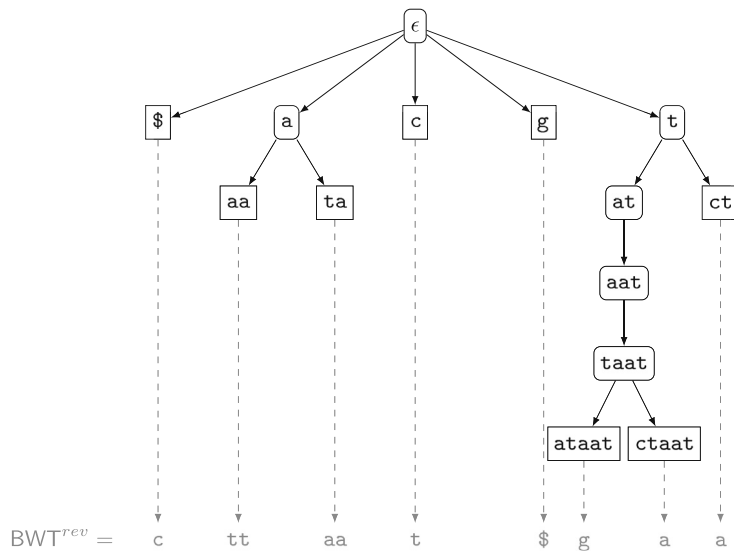 ϵ
$ a c g t
aa ta at ct
aat
taat
ataat ctaat
BWT^{rev} = c tt aa t $ g a a